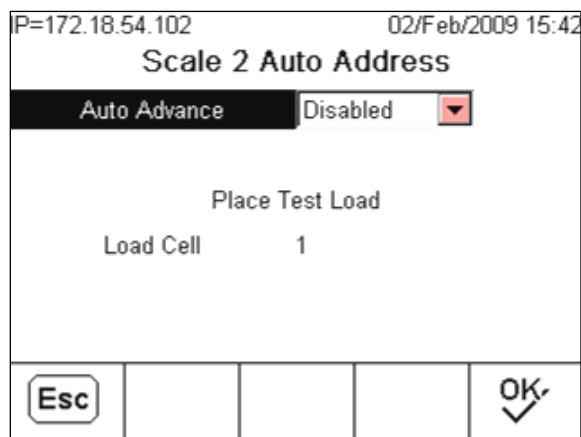 IP=172.18.54.102 02/Feb/2009 15:42
Scale 2 Auto Address
Auto Advance Disabled
Place Test Load
Load Cell 1
Esc OK